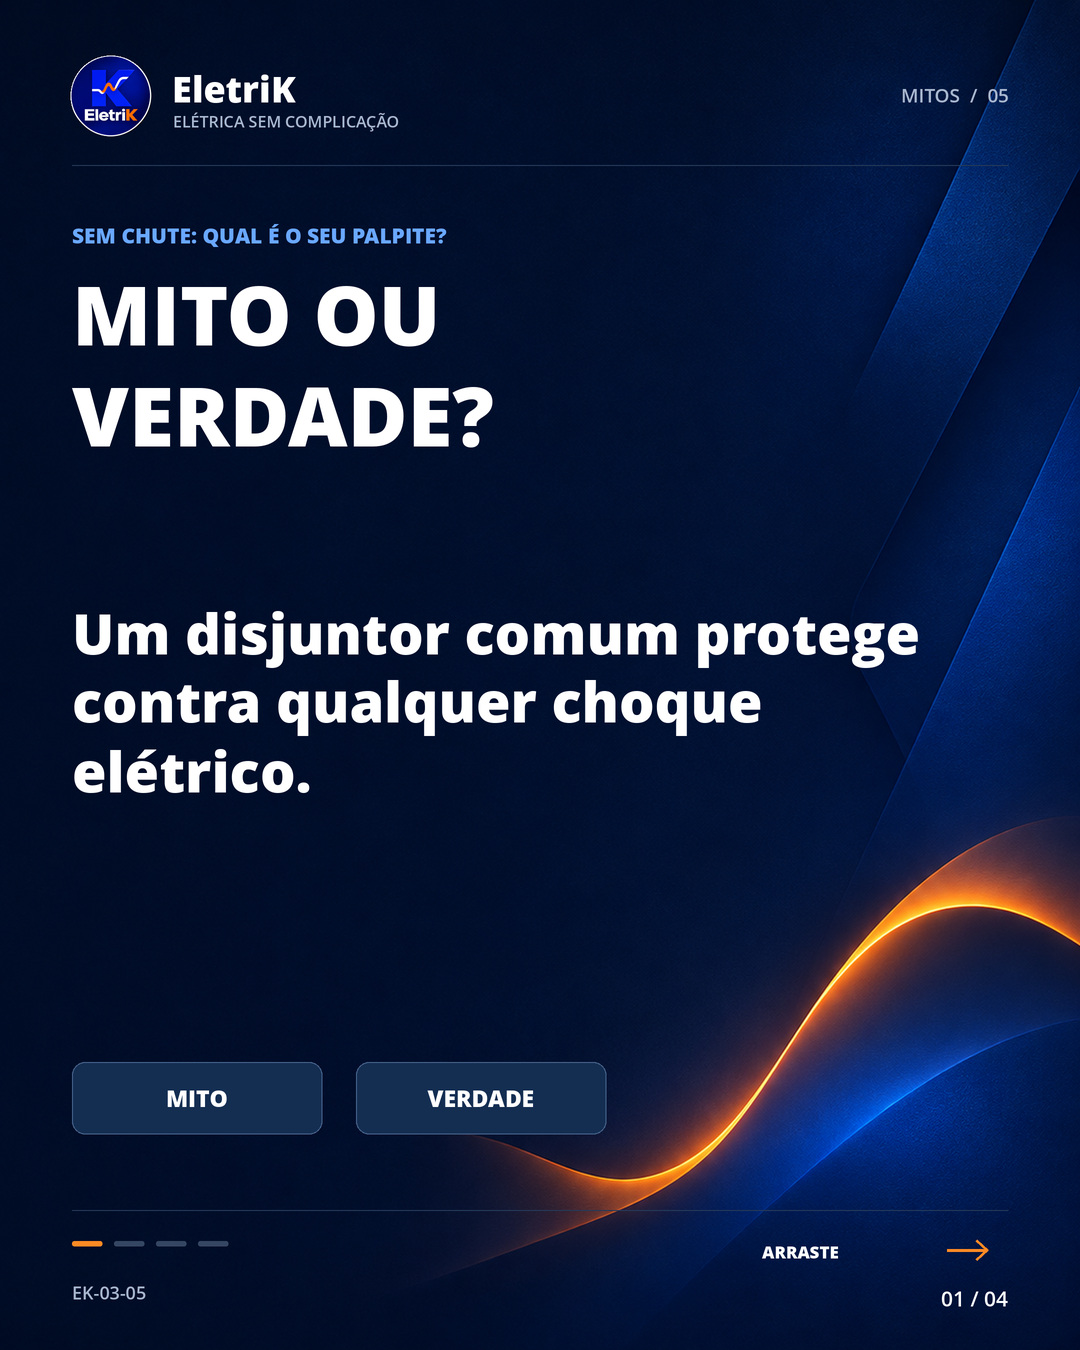 EletriK
EletriK
ELÉTRICA SEM COMPLICAÇÃO
MITOS / 05
SEM CHUTE: QUAL É O SEU PALPITE?
MITO OU
VERDADE?
Um disjuntor comum protege
contra qualquer choque
elétrico.
MITO
VERDADE
ARRASTE
EK-03-05
01 / 04